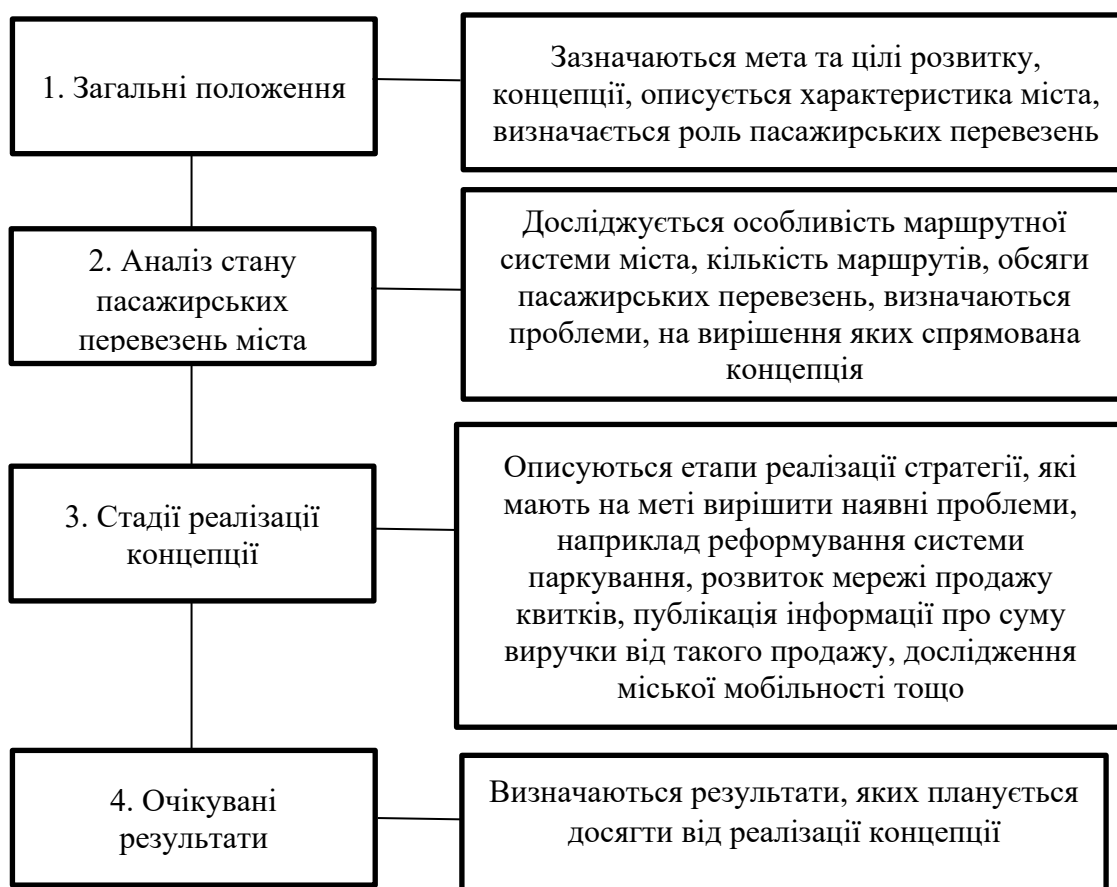 1. Загальні положення
Зазначаються мета та цілі розвитку,
концепції, описується характеристика міста,
визначається роль пасажирських перевезень
2. Аналіз стану
пасажирських
перевезень міста
Досліджується особливість маршрутної
системи міста, кількість маршрутів, обсяги
пасажирських перевезень, визначаються
проблеми, на вирішення яких спрямована
концепція
3. Стадії реалізації
концепції
Описуються етапи реалізації стратегії, які
мають на меті вирішити наявні проблеми,
наприклад реформування системи
паркування, розвиток мережі продажу
квитків, публікація інформації про суму
виручки від такого продажу, дослідження
міської мобільності тощо
4. Очікувані
результати
Визначаються результати, яких планується
досягти від реалізації концепції